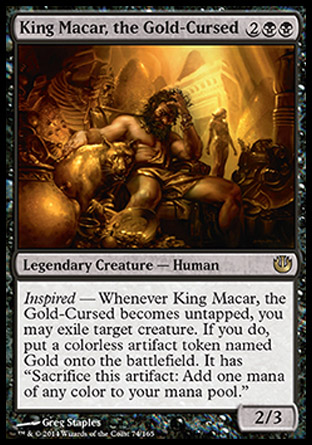 King Macar, the Gold-Cursed 2
Legendary Creature — Human
Inspired — Whenever King Macar, the
Gold-Cursed becomes untapped, you
may exile target creature. If you do,
put a colorless artifact token named
Gold onto the battlefield. It has
“Sacrifice this artifact: Add one mana
of any color to your mana pool.”
Greg Staples
™ & © 2014 Wizards of the Coast 74/165
2/3